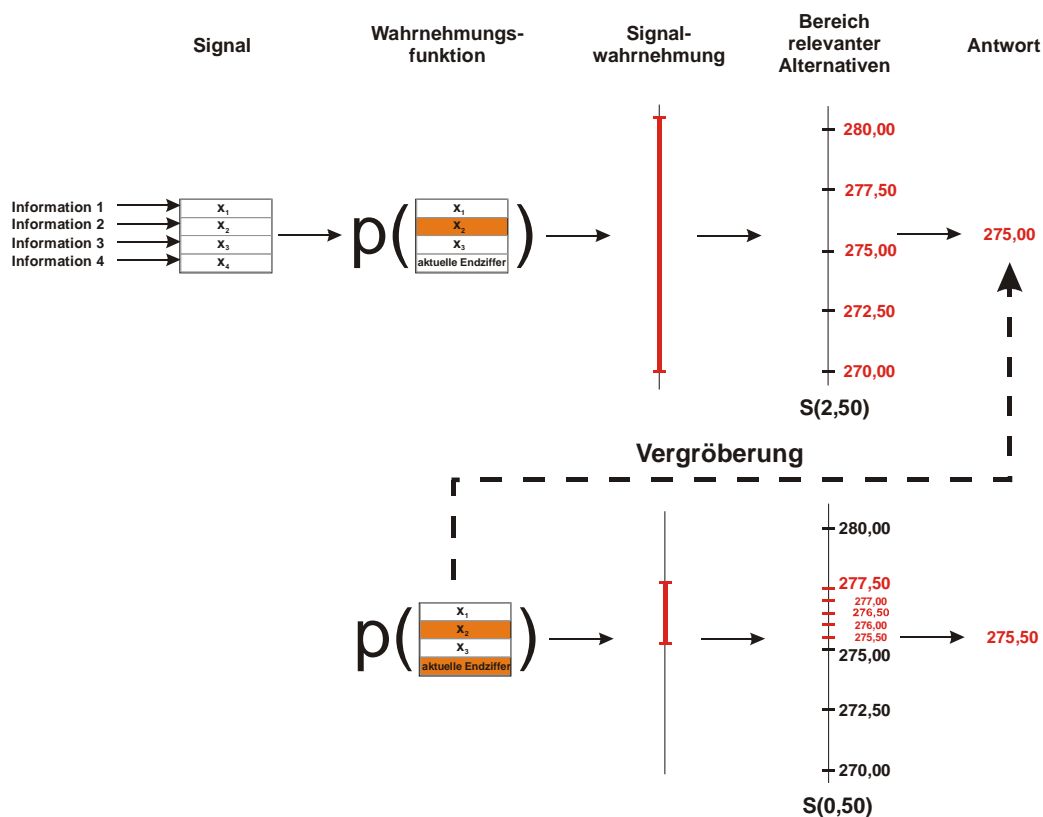 Signal
Wahrnehmungs-
funktion
Signal-
wahrnehmung
Bereich
relevanter
Alternativen
Antwort
Information 1
Information 2
Information 3
Information 4
x1
x2
x3
x4
p(
x1
x2
x3
aktuelle Endziffer
)
280,00
277,50
275,00
272,50
270,00
S(2,50)
275,00
Vergröberung
p(
x1
x2
x3
aktuelle Endziffer
)
280,00
277,50
277,00
276,50
276,00
275,50
275,00
272,50
270,00
S(0,50)
275,50